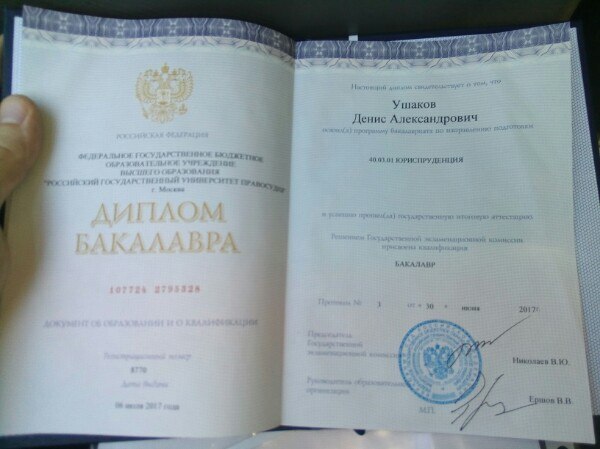 РОССИЙСКАЯ ФЕДЕРАЦИЯ
ФЕДЕРАЛЬНОЕ ГОСУДАРСТВЕННОЕ БЮДЖЕТНОЕ
ОБРАЗОВАТЕЛЬНОЕ УЧРЕЖДЕНИЕ
ВЫСШЕГО ОБРАЗОВАНИЯ
"РОССИЙСКИЙ ГОСУДАРСТВЕННЫЙ УНИВЕРСИТЕТ ПРАВОСУДИЯ"
г. Москва
ДИПЛОМ
БАКАЛАВРА
107724 2795328
ДОКУМЕНТ ОБ ОБРАЗОВАНИИ И О КВАЛИФИКАЦИИ
Регистрационный номер
8770
Дата выдачи
06 июля 2017 года
Настоящий диплом свидетельствует о том, что
Ушаков
Денис Александрович
освоил(а) программу бакалавриата по направлению подготовки
40.03.01 ЮРИСПРУДЕНЦИЯ
и успешно прошел(ла) государственную итоговую аттестацию
Решением Государственной экзаменационной комиссии
присвоена квалификация
БАКАЛАВР
Протокол № 1 от « 30 » июня 2017г.
Председатель
Государственной
экзаменационной комиссии
Николаев В.Ю.
Руководитель образовательной
организации
Ершов В.В.
М.П.